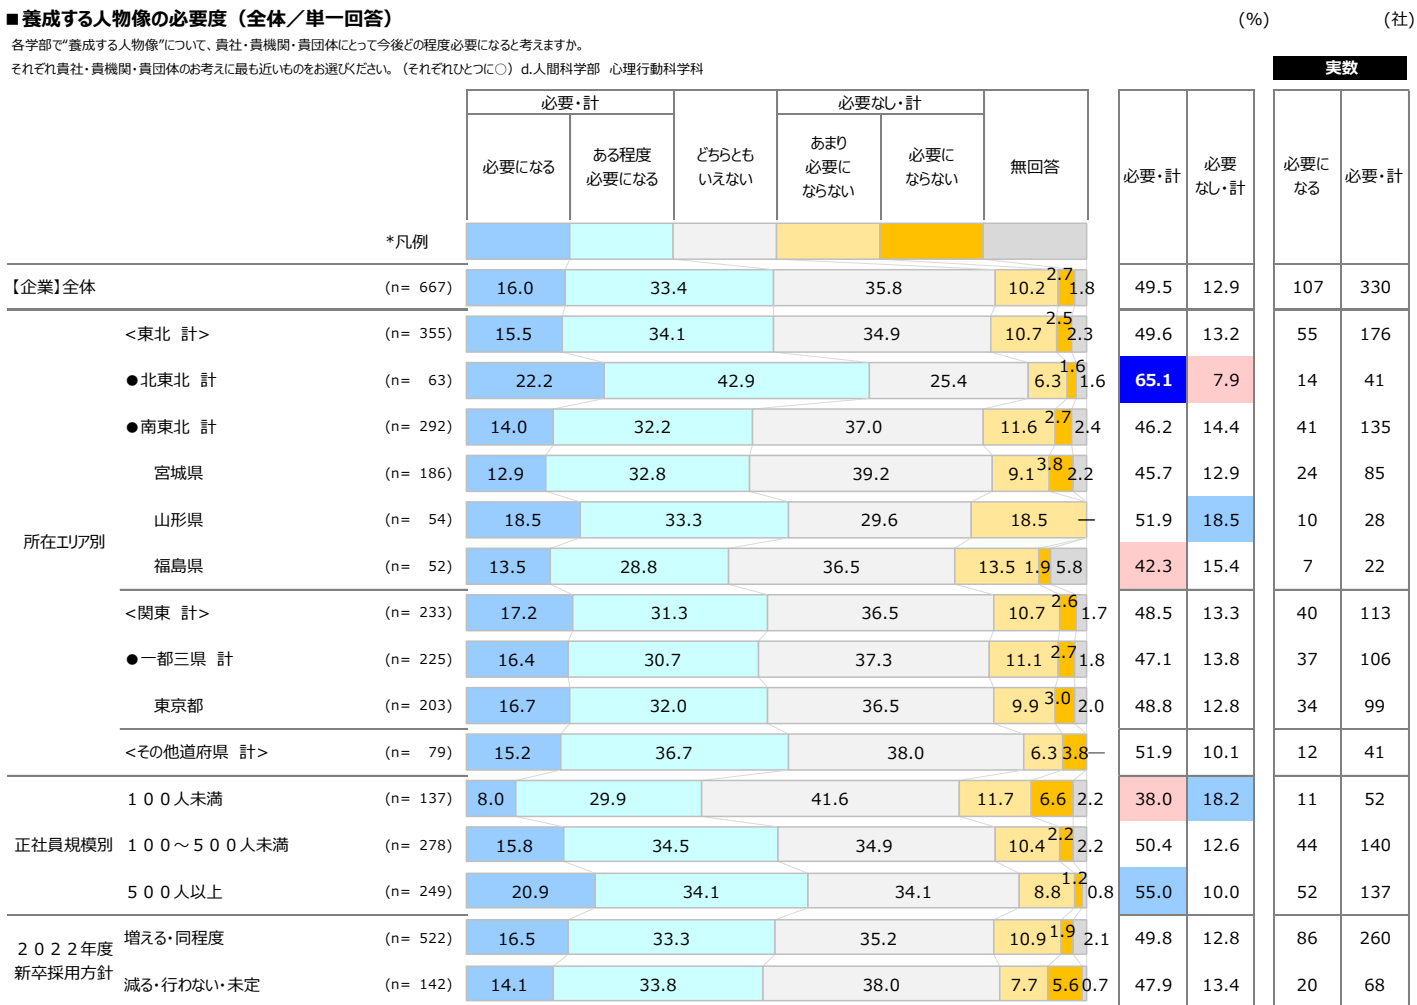 ■養成する人物像の必要度（全体／単一回答）
(%)
(社)
各学部で“養成する人物像”について、貴社・貴機関・貴団体にとって今後どの程度必要になると考えますか。
それぞれ貴社・貴機関・貴団体のお考えに最も近いものをお選びください。（それぞれひとつに○）d.人間科学部 心理行動科学科
実数
必要・計 必要なし・計
必要になる ある程度必要になる どちらともいえない あまり必要にならない 必要にならない 無回答 必要・計 必要なし・計 必要になる 必要・計
*凡例
【企業】全体 (n= 667) 16.0 33.4 35.8 10.2 2.7 1.8 49.5 12.9 107 330
所在エリア別
<東北 計> (n= 355) 15.5 34.1 34.9 10.7 2.5 2.3 49.6 13.2 55 176
●北東北 計 (n= 63) 22.2 42.9 25.4 6.3 1.6 1.6 65.1 7.9 14 41
●南東北 計 (n= 292) 14.0 32.2 37.0 11.6 2.7 2.4 46.2 14.4 41 135
宮城県 (n= 186) 12.9 32.8 39.2 9.1 3.8 2.2 45.7 12.9 24 85
山形県 (n= 54) 18.5 33.3 29.6 18.5 — 51.9 18.5 10 28
福島県 (n= 52) 13.5 28.8 36.5 13.5 1.9 5.8 42.3 15.4 7 22
<関東 計> (n= 233) 17.2 31.3 36.5 10.7 2.6 1.7 48.5 13.3 40 113
●一都三県 計 (n= 225) 16.4 30.7 37.3 11.1 2.7 1.8 47.1 13.8 37 106
東京都 (n= 203) 16.7 32.0 36.5 9.9 3.0 2.0 48.8 12.8 34 99
<その他道府県 計> (n= 79) 15.2 36.7 38.0 6.3 3.8 — 51.9 10.1 12 41
正社員規模別
１００人未満 (n= 137) 8.0 29.9 41.6 11.7 6.6 2.2 38.0 18.2 11 52
１００～５００人未満 (n= 278) 15.8 34.5 34.9 10.4 2.2 2.2 50.4 12.6 44 140
５００人以上 (n= 249) 20.9 34.1 34.1 8.8 1.2 0.8 55.0 10.0 52 137
２０２２年度
新卒採用方針
増える・同程度 (n= 522) 16.5 33.3 35.2 10.9 1.9 2.1 49.8 12.8 86 260
減る・行わない・未定 (n= 142) 14.1 33.8 38.0 7.7 5.6 0.7 47.9 13.4 20 68